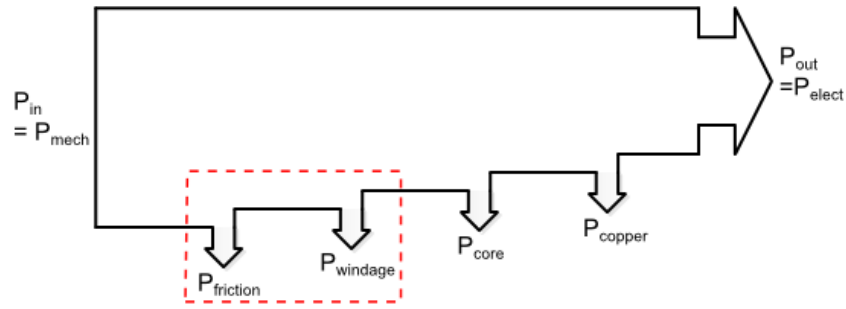 P_in
= P_mech
P_out
=P_elect
P_friction
P_windage
P_core
P_copper